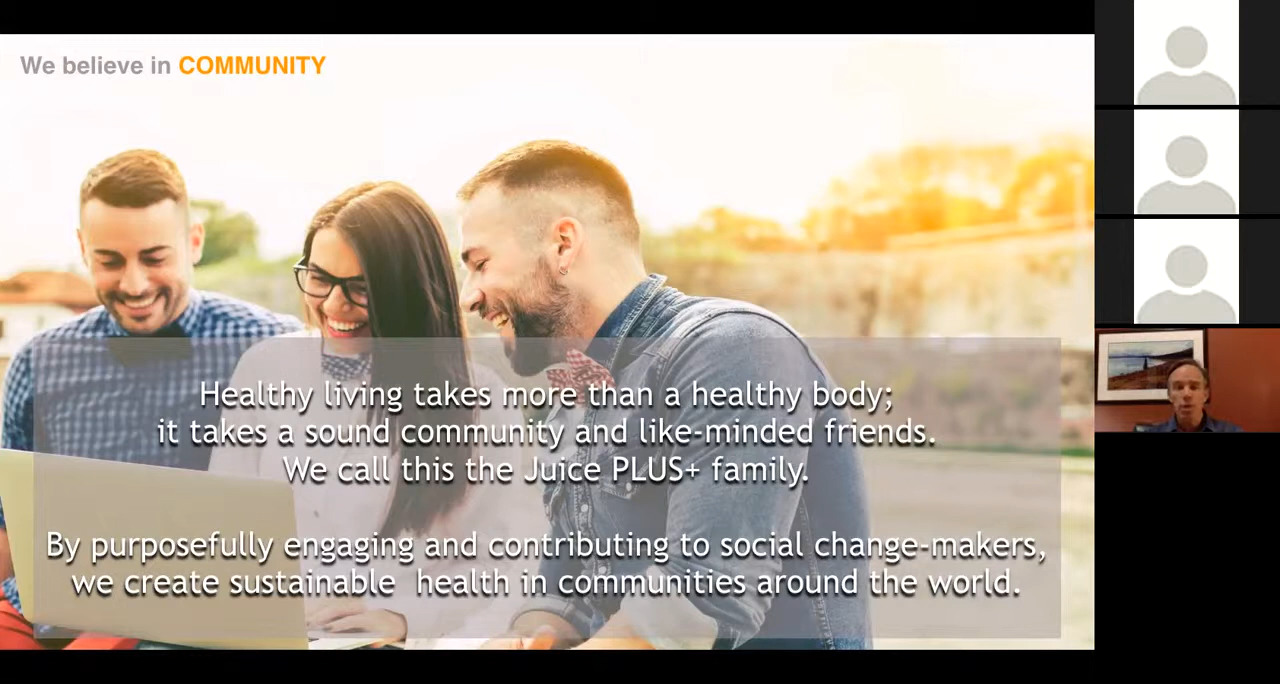 We believe in COMMUNITY
Healthy living takes more than a healthy body;
it takes a sound community and like-minded friends.
We call this the Juice PLUS+ family.
By purposefully engaging and contributing to social change-makers,
we create sustainable  health in communities around the world.